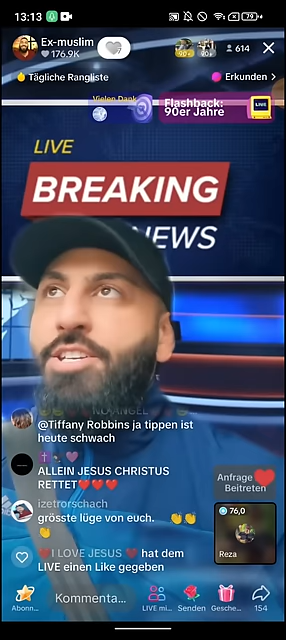 13:13
79
Ex-muslim
176.9K
614
Tägliche Rangliste
Erkunden
Vielen Dank
Flashback:
90er Jahre
LIVE
LIVE
BREAKING
NEWS
@Tiffany Robbins ja tippen ist
heute schwach
ALLEIN JESUS CHRISTUS
RETTET❤️❤️❤️
Anfrage
Beitreten
izetrorschach
grösste lüge von euch. 👏👏
👏
76,0
Reza
I LOVE JESUS ❤️ hat dem
LIVE einen Like gegeben
Kommenta...
Abonn...
LIVE mi...
Senden
Gesche...
154